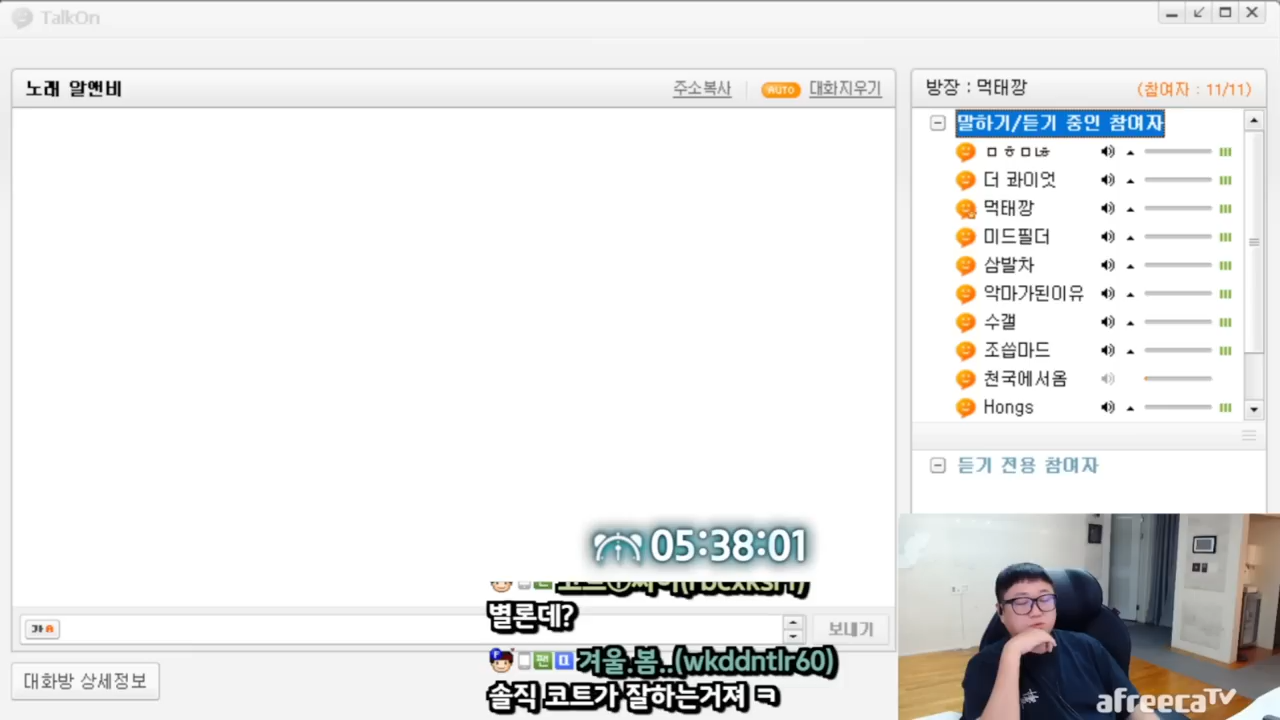 TalkOn
노래 알앤비
주소복사
AUTO
대화지우기
방장 : 먹태깡
(참여자 : 11/11)
말하기/듣기 중인 참여자
ㅁㅎㅁㄶ
더 콰이엇
먹태깡
미드필더
삼발차
악마가된이유
수갤
조씁마드
천국에서옴
Hongs
듣기 전용 참여자
05:38:01
별론데?
가
보내기
팬
겨울.봄..(wkddntlr60)
솔직 코트가 잘하는거져 ㅋ
대화방 상세정보
afreecaTV